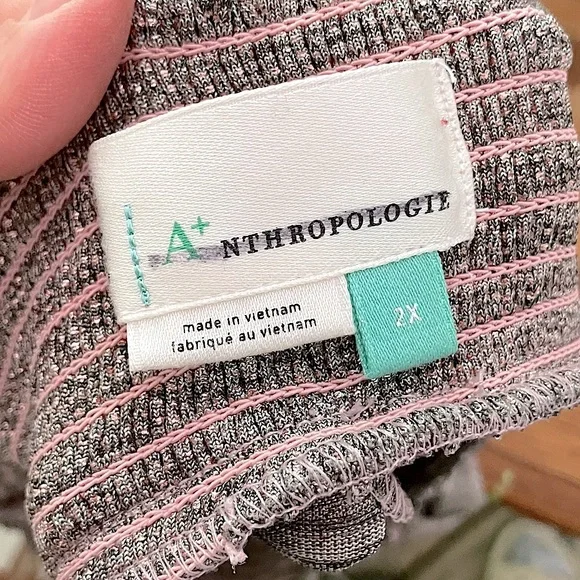 A+NTHROPOLOGIE
made in vietnam
fabriqué au vietnam
2X